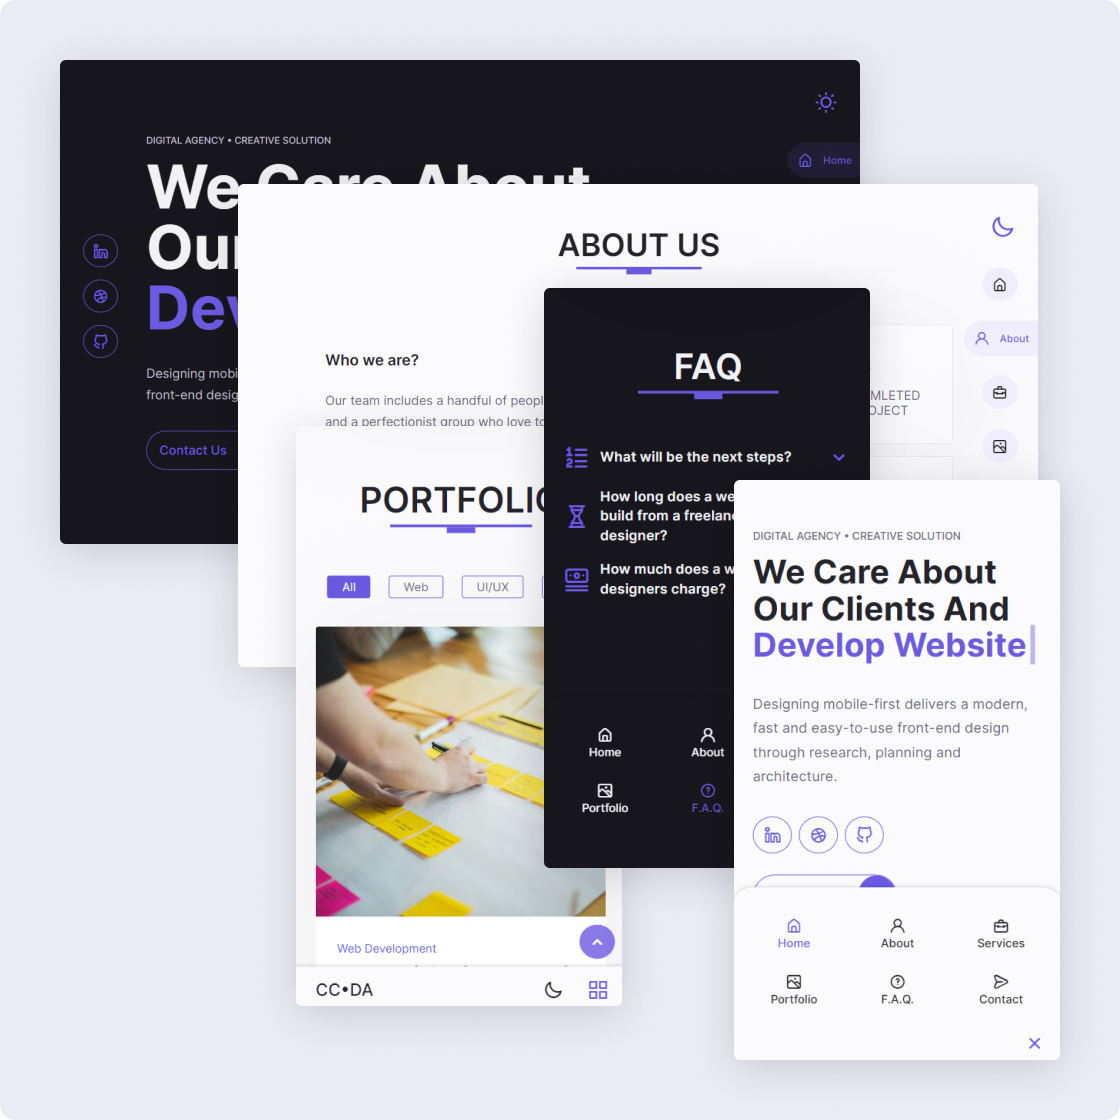 DIGITAL AGENCY • CREATIVE SOLUTION
We Care About
Our
Dev
Designing mobi
front-end desig
Contact Us
Home
ABOUT US
Who we are?
Our team includes a handful of peopl
and a perfectionist group who love to
MLETED
OJECT
About
PORTFOLIO
All
Web
UI/UX
Web Development
CC•DA
FAQ
What will be the next steps?
How long does a we
build from a freelanc
designer?
How much does a w
designers charge?
Home
About
Portfolio
F.A.Q.
DIGITAL AGENCY • CREATIVE SOLUTION
We Care About
Our Clients And
Develop Website
Designing mobile-first delivers a modern,
fast and easy-to-use front-end design
through research, planning and
architecture.
Home
About
Services
Portfolio
F.A.Q.
Contact